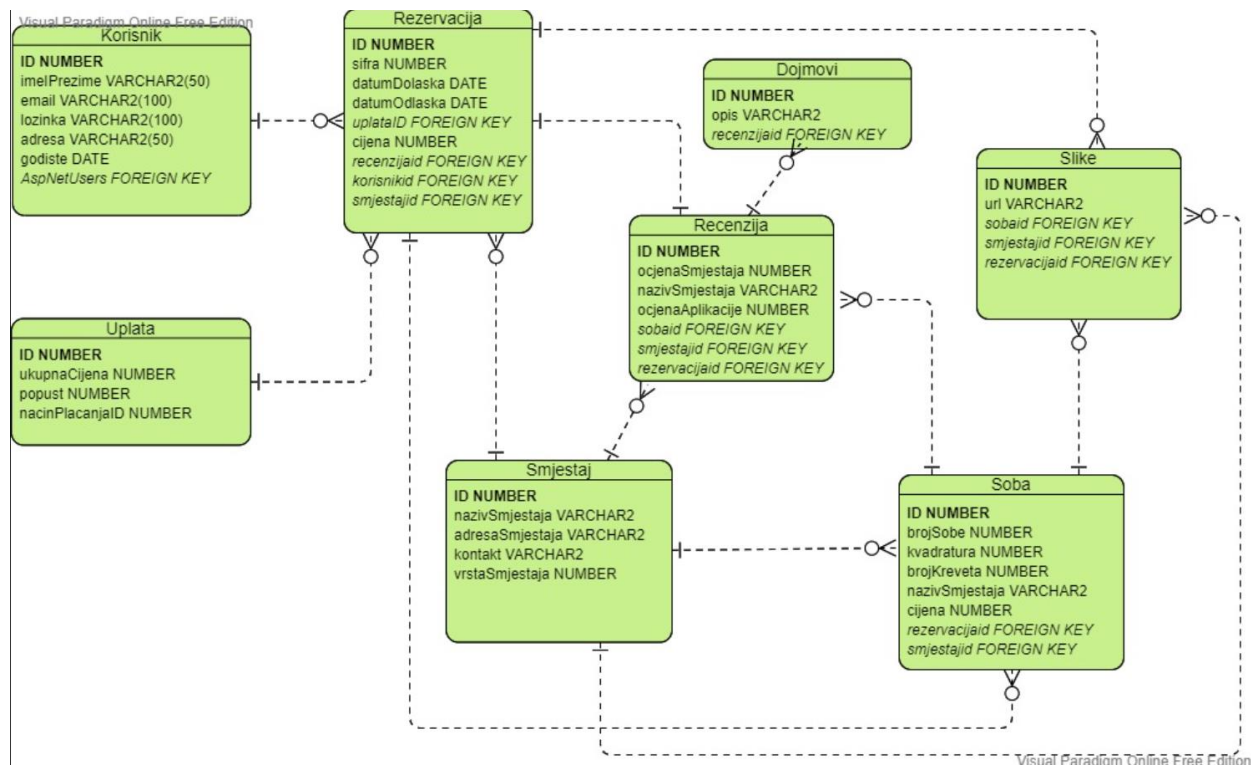 Visual Paradigm Online Free Edition
Korisnik
ID NUMBER
imeIPrezime VARCHAR2(50)
email VARCHAR2(100)
lozinka VARCHAR2(100)
adresa VARCHAR2(50)
godiste DATE
AspNetUsers FOREIGN KEY
Rezervacija
ID NUMBER
sifra NUMBER
datumDolaska DATE
datumOdlaska DATE
uplataID FOREIGN KEY
cijena NUMBER
recenzijaid FOREIGN KEY
korisnikid FOREIGN KEY
smjestajid FOREIGN KEY
Dojmovi
ID NUMBER
opis VARCHAR2
recenzijaid FOREIGN KEY
Slike
ID NUMBER
url VARCHAR2
sobaid FOREIGN KEY
smjestajid FOREIGN KEY
rezervacijaid FOREIGN KEY
Recenzija
ID NUMBER
ocjenaSmjestaja NUMBER
nazivSmjestaja VARCHAR2
ocjenaAplikacije NUMBER
sobaid FOREIGN KEY
smjestajid FOREIGN KEY
rezervacijaid FOREIGN KEY
Uplata
ID NUMBER
ukupnaCijena NUMBER
popust NUMBER
nacinPlacanjaID NUMBER
Smjestaj
ID NUMBER
nazivSmjestaja VARCHAR2
adresaSmjestaja VARCHAR2
kontakt VARCHAR2
vrstaSmjestaja NUMBER
Soba
ID NUMBER
brojSobe NUMBER
kvadratura NUMBER
brojKreveta NUMBER
nazivSmjestaja VARCHAR2
cijena NUMBER
rezervacijaid FOREIGN KEY
smjestajid FOREIGN KEY
Visual Paradigm Online Free Edition